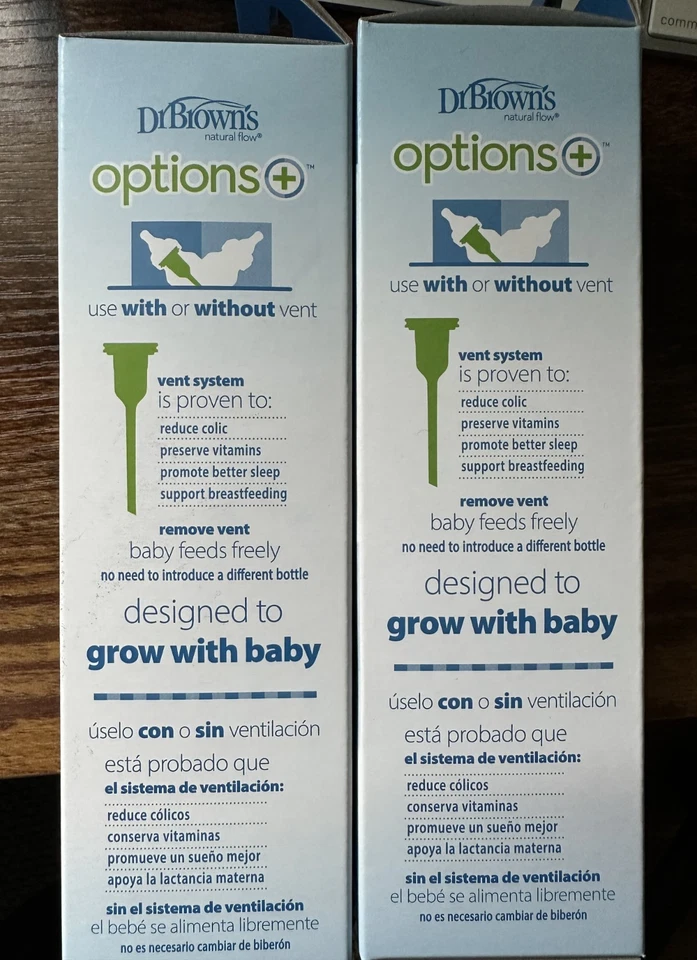 comm
DrBrown's
natural flow®
options+™
use with or without vent
vent system
is proven to:
reduce colic
preserve vitamins
promote better sleep
support breastfeeding
remove vent
baby feeds freely
no need to introduce a different bottle
designed to
grow with baby
úselo con o sin ventilación
está probado que
el sistema de ventilación:
reduce cólicos
conserva vitaminas
promueve un sueño mejor
apoya la lactancia materna
sin el sistema de ventilación
el bebé se alimenta libremente
no es necesario cambiar de biberón
DrBrown's
natural flow®
options+™
use with or without vent
vent system
is proven to:
reduce colic
preserve vitamins
promote better sleep
support breastfeeding
remove vent
baby feeds freely
no need to introduce a different bottle
designed to
grow with baby
úselo con o sin ventilación
está probado que
el sistema de ventilación:
reduce cólicos
conserva vitaminas
promueve un sueño mejor
apoya la lactancia materna
sin el sistema de ventilación
el bebé se alimenta libremente
no es necesario cambiar de biberón